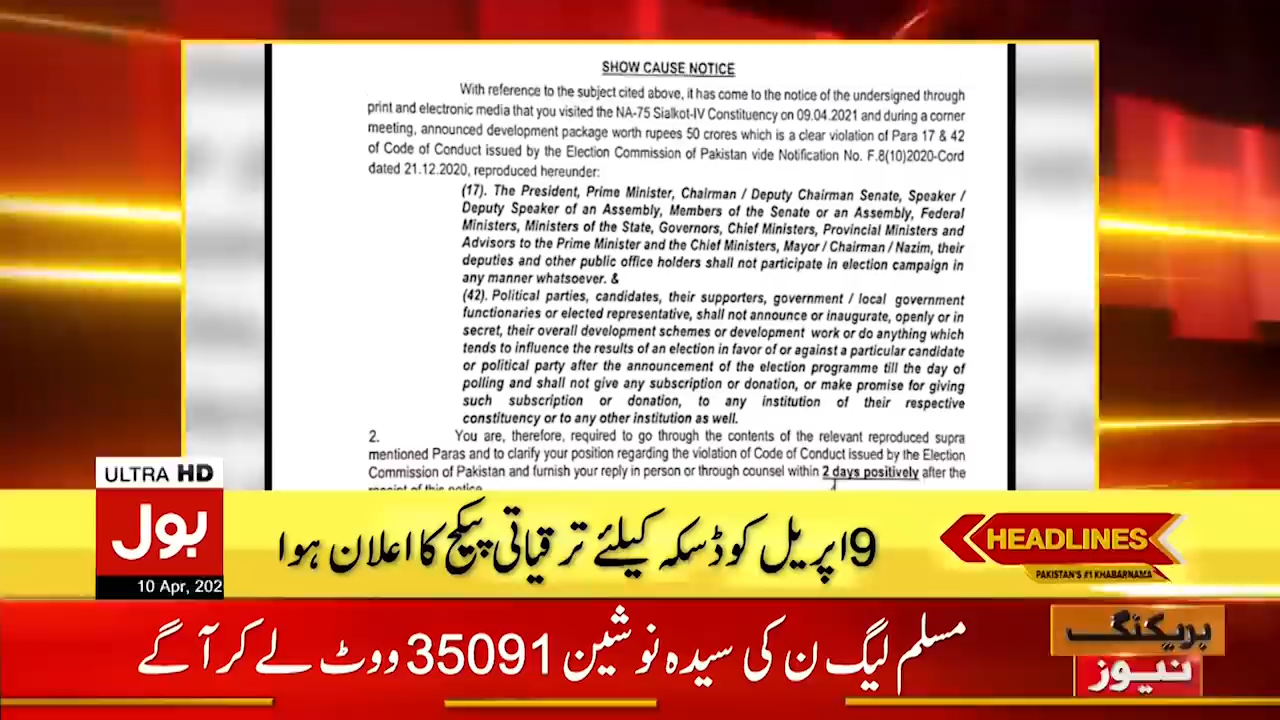 SHOW CAUSE NOTICE
With reference to the subject cited above, it has come to the notice of the undersigned through
print and electronic media that you visited the NA-75 Sialkot-IV Constituency on 09.04.2021 and during a corner
meeting, announced development package worth rupees 50 crores which is a clear violation of Para 17 & 42
of Code of Conduct issued by the Election Commission of Pakistan vide Notification No. F.8(10)2020-Cord
dated 21.12.2020, reproduced hereunder:
(17). The President, Prime Minister, Chairman / Deputy Chairman Senate, Speaker /
Deputy Speaker of an Assembly, Members of the Senate or an Assembly, Federal
Ministers, Ministers of the State, Governors, Chief Ministers, Provincial Ministers and
Advisors to the Prime Minister and the Chief Ministers, Mayor / Chairman / Nazim, their
deputies and other public office holders shall not participate in election campaign in
any manner whatsoever. &
(42). Political parties, candidates, their supporters, government / local government
functionaries or elected representative, shall not announce or inaugurate, openly or in
secret, their overall development schemes or development work or do anything which
tends to influence the results of an election in favor of or against a particular candidate
or political party after the announcement of the election programme till the day of
polling and shall not give any subscription or donation, or make promise for giving
such subscription or donation, to any institution of their respective
constituency or to any other institution as well.
2. You are, therefore, required to go through the contents of the relevant reproduced supra
mentioned Paras and to clarify your position regarding the violation of Code of Conduct issued by the Election
Commission of Pakistan and furnish your reply in person or through counsel within 2 days positively after the
receipt of this notice
ULTRA HD
بول
10 Apr, 202
9 اپریل کو ڈسکہ کیلئے ترقیاتی پیکج کا اعلان ہوا
HEADLINES
PAKISTAN'S #1 KHABARNAMA
مسلم لیگ ن کی سیدہ نوشین 35091 ووٹ لے کر آگے
بریکنگ
نیوز